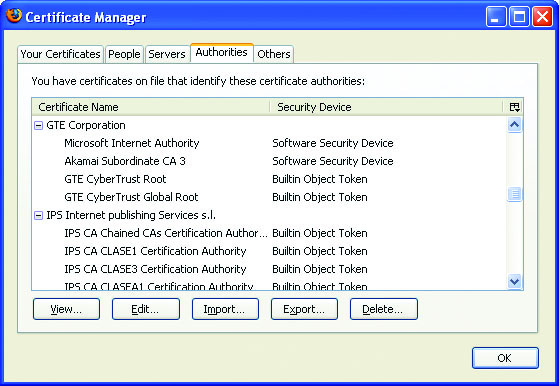 Certificate Manager
Your Certificates People Servers Authorities Others
You have certificates on file that identify these certificate authorities:
Certificate Name Security Device
GTE Corporation
Microsoft Internet Authority Software Security Device
Akamai Subordinate CA 3 Software Security Device
GTE CyberTrust Root Builtin Object Token
GTE CyberTrust Global Root Builtin Object Token
IPS Internet publishing Services s.l.
IPS CA Chained CAs Certification Author... Builtin Object Token
IPS CA CLASE1 Certification Authority Builtin Object Token
IPS CA CLASE3 Certification Authority Builtin Object Token
IPS CA CLASEA1 Certification Authority Builtin Object Token
View... Edit... Import... Export... Delete...
OK